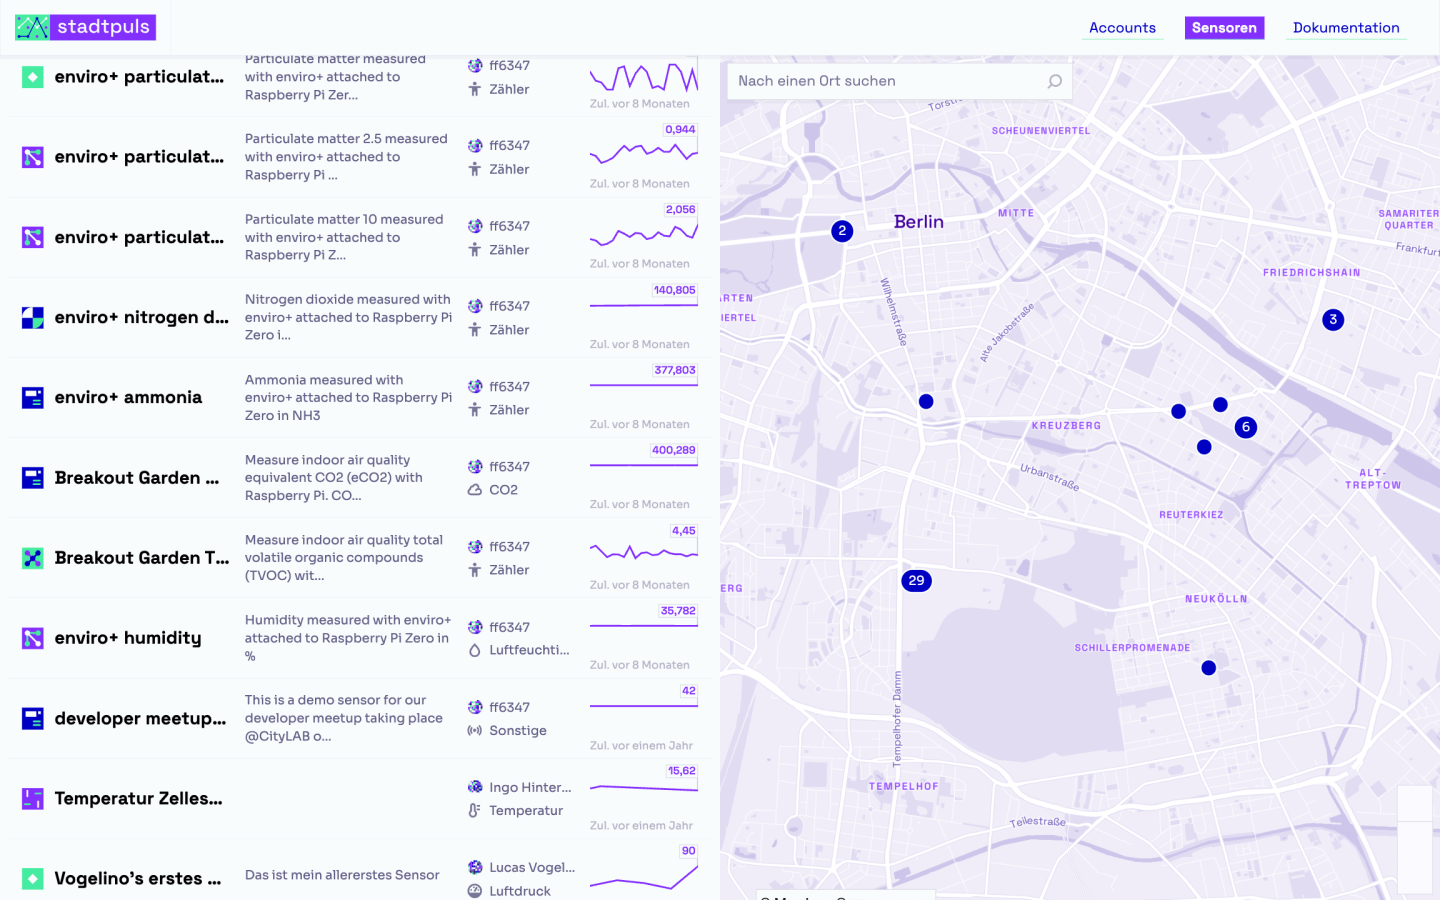 stadtpuls
Accounts
Sensoren
Dokumentation
enviro+ particulat...
Particulate matter measured
with enviro+ attached to
Raspberry Pi Zer...
ff6347
Zähler
Zul. vor 8 Monaten
enviro+ particulat...
Particulate matter 2.5 measured
with enviro+ attached to
Raspberry Pi ...
ff6347
Zähler
0,944
Zul. vor 8 Monaten
enviro+ particulat...
Particulate matter 10 measured
with enviro+ attached to
Raspberry Pi Z...
ff6347
Zähler
2,056
Zul. vor 8 Monaten
enviro+ nitrogen d...
Nitrogen dioxide measured with
enviro+ attached to Raspberry Pi
Zero i...
ff6347
Zähler
140,805
Zul. vor 8 Monaten
enviro+ ammonia
Ammonia measured with
enviro+ attached to Raspberry Pi
Zero in NH3
ff6347
Zähler
377,803
Zul. vor 8 Monaten
Breakout Garden ...
Measure indoor air quality
equivalent CO2 (eCO2) with
Raspberry Pi. CO...
ff6347
CO2
400,289
Zul. vor 8 Monaten
Breakout Garden T...
Measure indoor air quality total
volatile organic compounds
(TVOC) wit...
ff6347
Zähler
4,45
Zul. vor 8 Monaten
enviro+ humidity
Humidity measured with enviro+
attached to Raspberry Pi Zero in
%
ff6347
Luftfeuchti...
35,782
Zul. vor 8 Monaten
developer meetup...
This is a demo sensor for our
developer meetup taking place
@CityLAB o...
ff6347
Sonstige
42
Zul. vor einem Jahr
Temperatur Zelles...
Ingo Hinter...
Temperatur
15,62
Zul. vor einem Jahr
Vogelino's erstes ...
Das ist mein allererstes Sensor
Lucas Vogel...
Luftdruck
90
Nach einen Ort suchen
SCHEUNENVIERTEL
Berlin
MITTE
2
SAMARITER
QUARTER
Frankfurt
FRIEDRICHSHAIN
3
ARTEN
IERTEL
Wilhelmstraße
Alte Jakobstraße
KREUZBERG
6
Urbanstraße
ALT-
TREPTOW
REUTERKIEZ
29
ERG
NEUKÖLLN
SCHILLERPROMENADE
Tempelhofer Damm
TEMPELHOF
Teilestraße